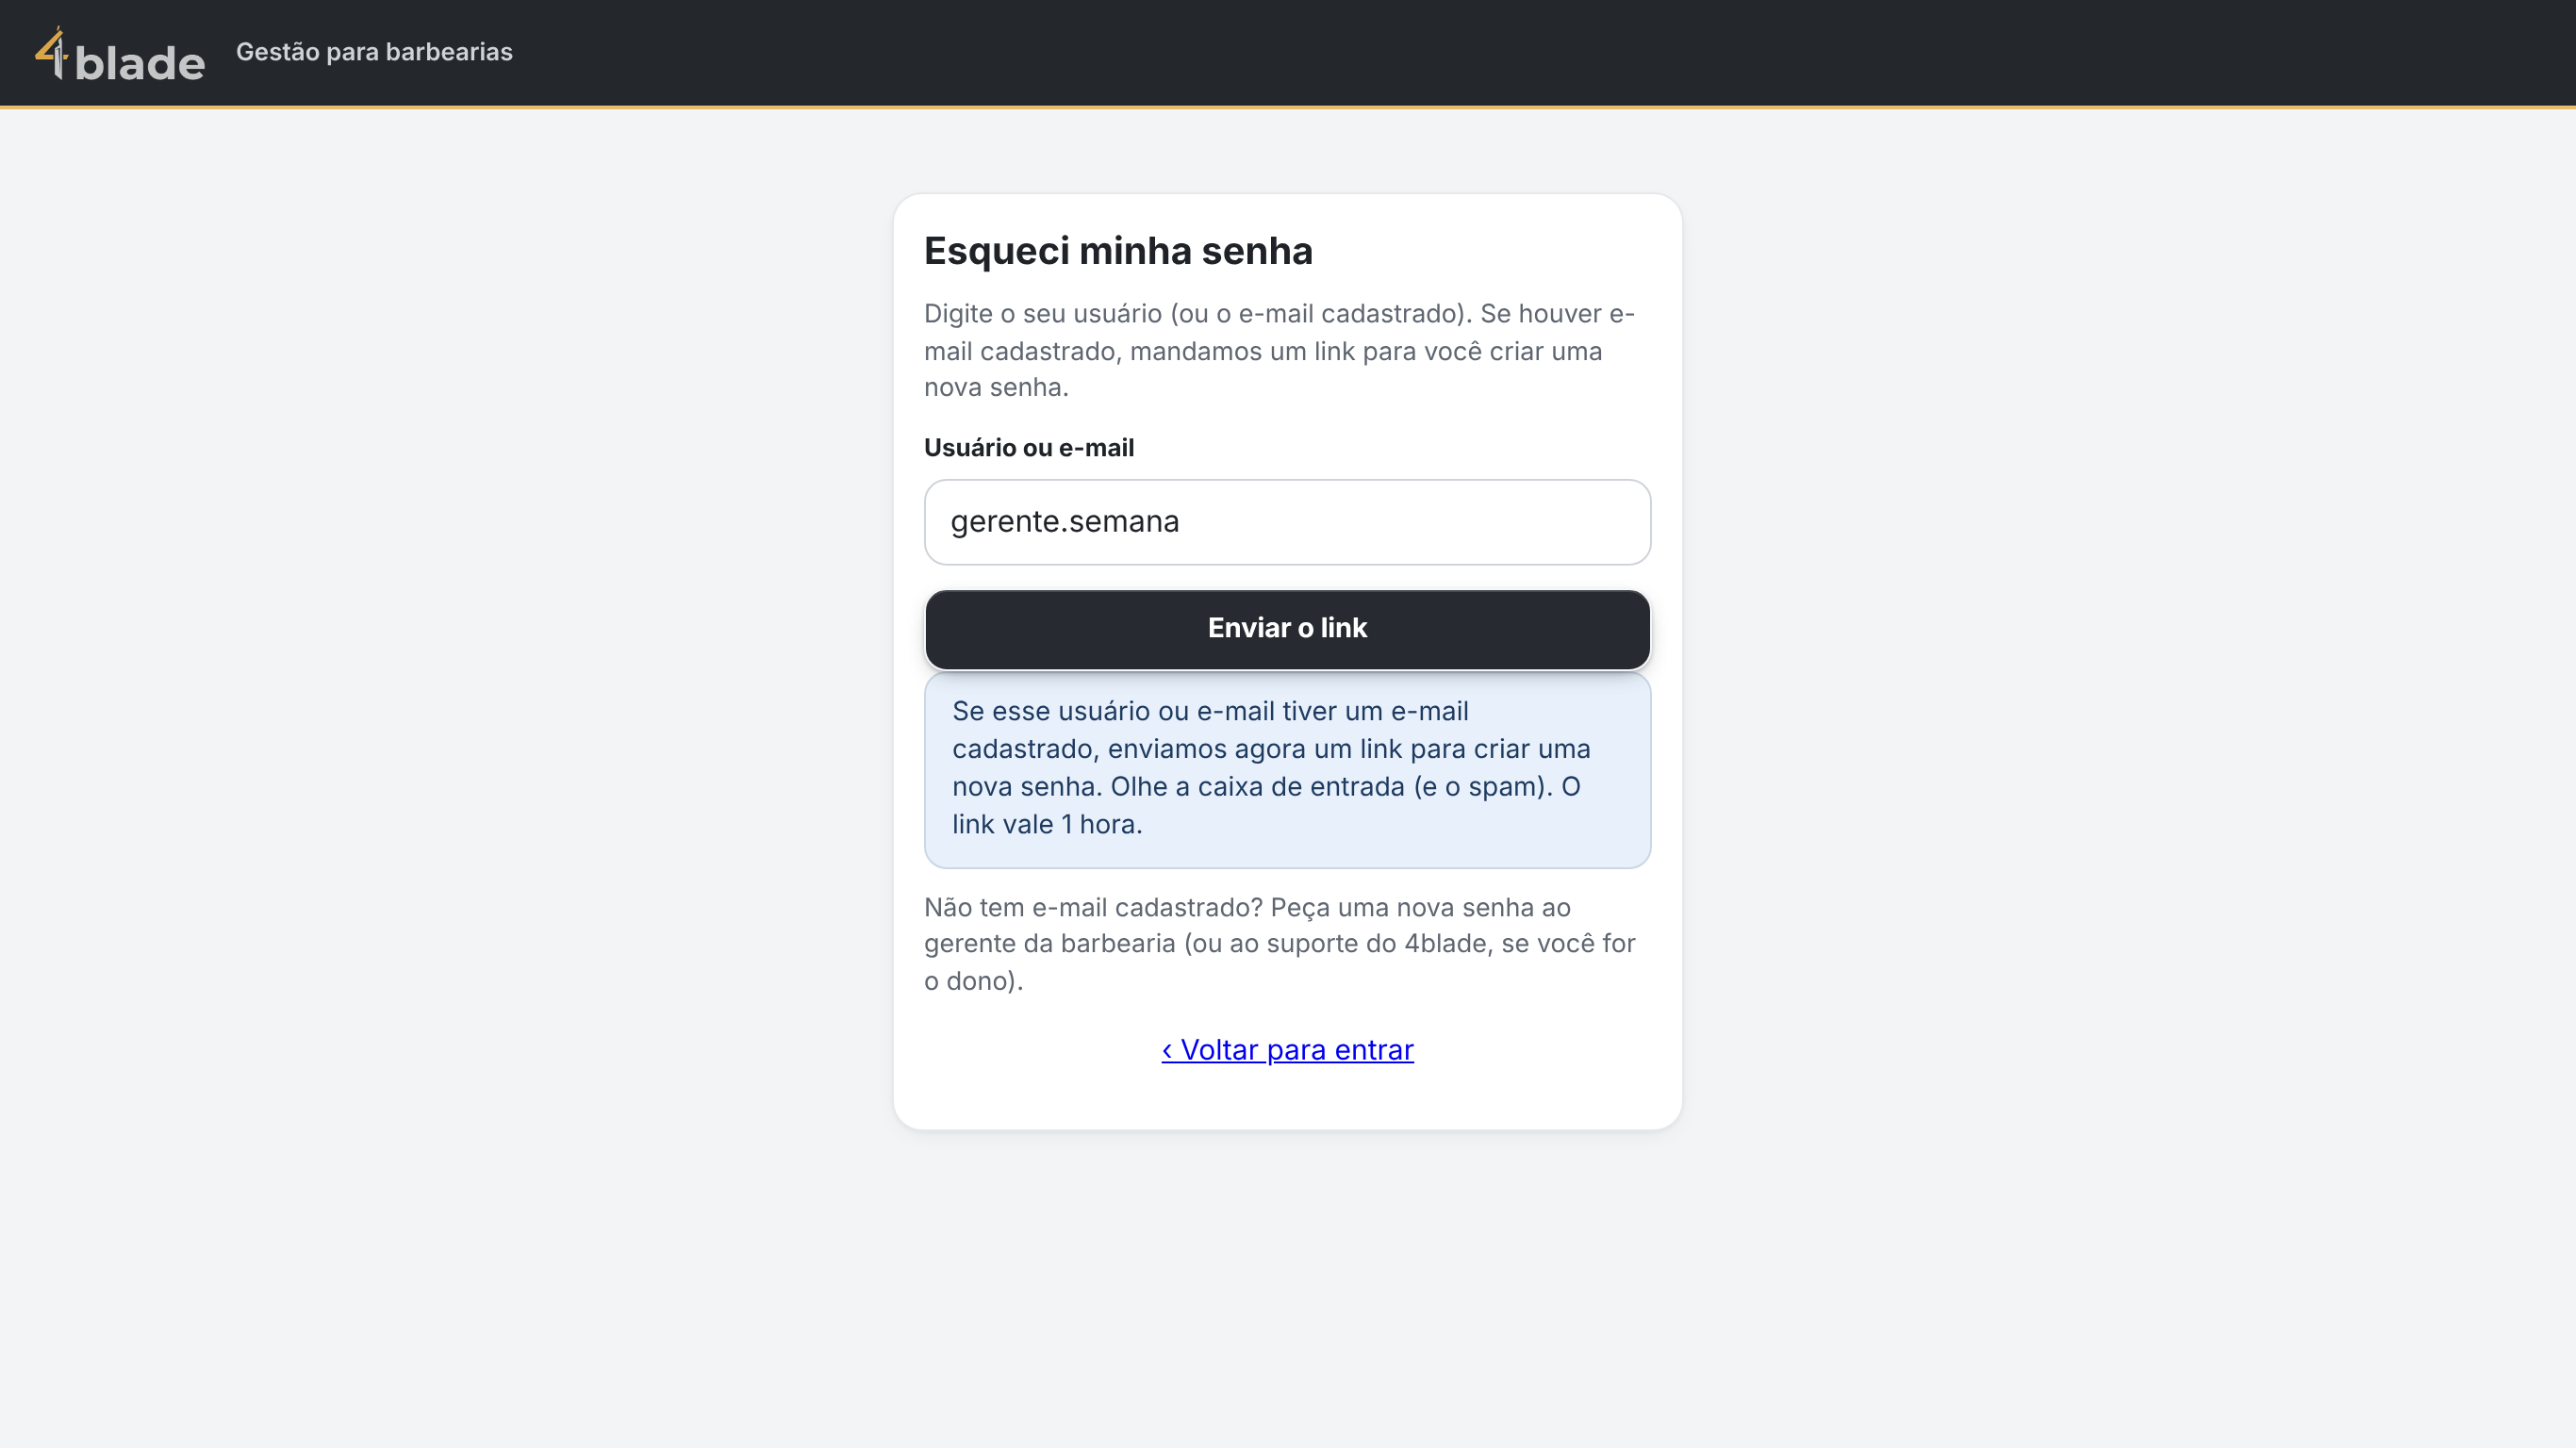 4blade Gestão para barbearias
Esqueci minha senha
Digite o seu usuário (ou o e-mail cadastrado). Se houver e-
mail cadastrado, mandamos um link para você criar uma
nova senha.
Usuário ou e-mail
gerente.semana
Enviar o link
Se esse usuário ou e-mail tiver um e-mail
cadastrado, enviamos agora um link para criar uma
nova senha. Olhe a caixa de entrada (e o spam). O
link vale 1 hora.
Não tem e-mail cadastrado? Peça uma nova senha ao
gerente da barbearia (ou ao suporte do 4blade, se você for
o dono).
‹ Voltar para entrar